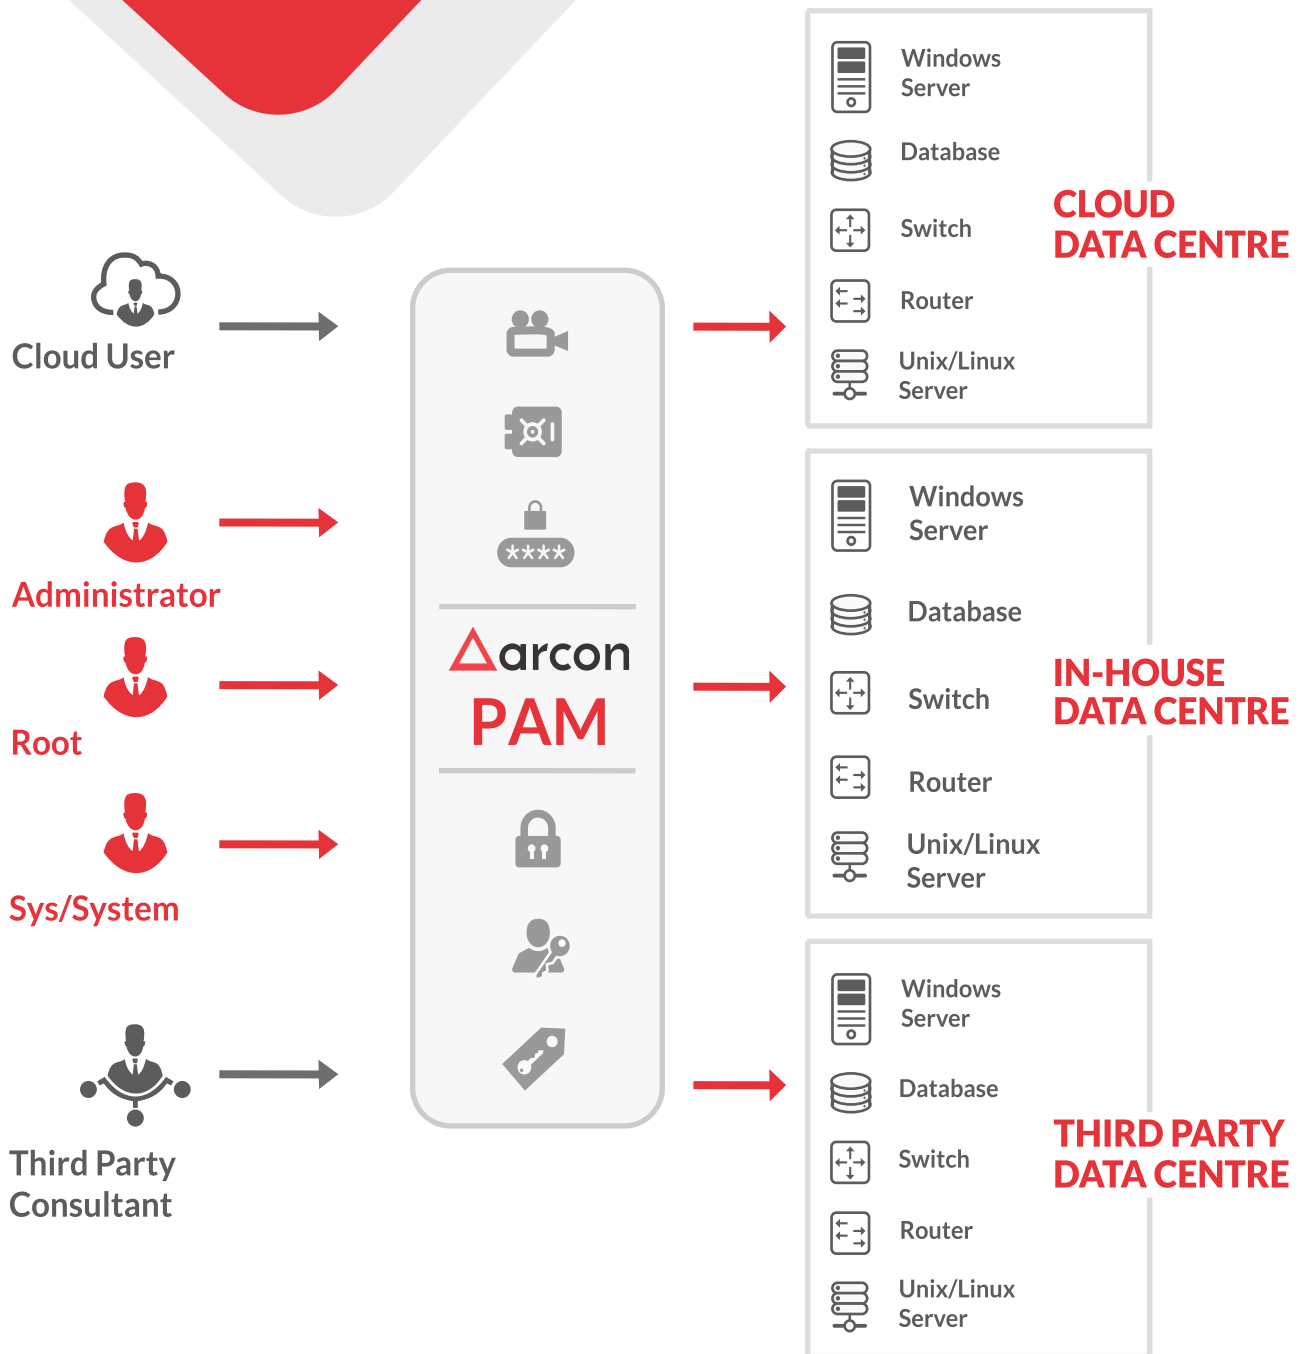 Cloud User
Administrator
Root
Sys/System
Third Party
Consultant
****
arcon
PAM
Windows
Server
Database
Switch
Router
Unix/Linux
Server
CLOUD
DATA CENTRE
Windows
Server
Database
Switch
Router
Unix/Linux
Server
IN-HOUSE
DATA CENTRE
Windows
Server
Database
Switch
Router
Unix/Linux
Server
THIRD PARTY
DATA CENTRE